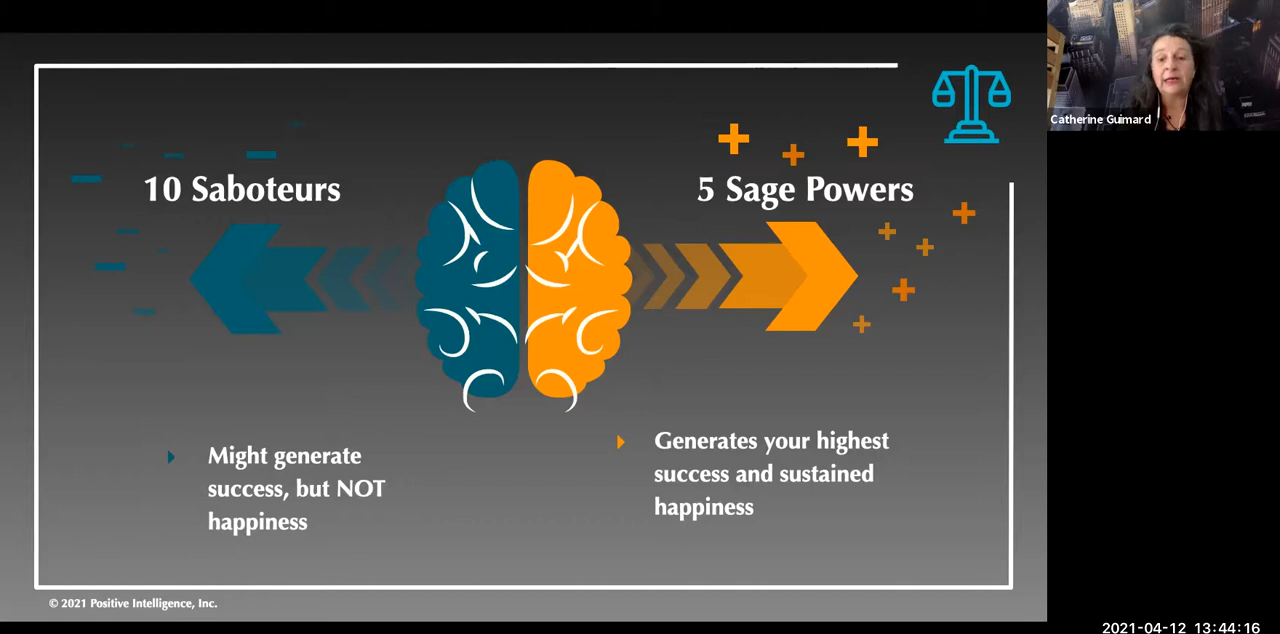 10 Saboteurs
5 Sage Powers
Might generate
success, but NOT
happiness
Generates your highest
success and sustained
happiness
© 2021 Positive Intelligence, Inc.
Catherine Guimard
2021-04-12 13:44:16